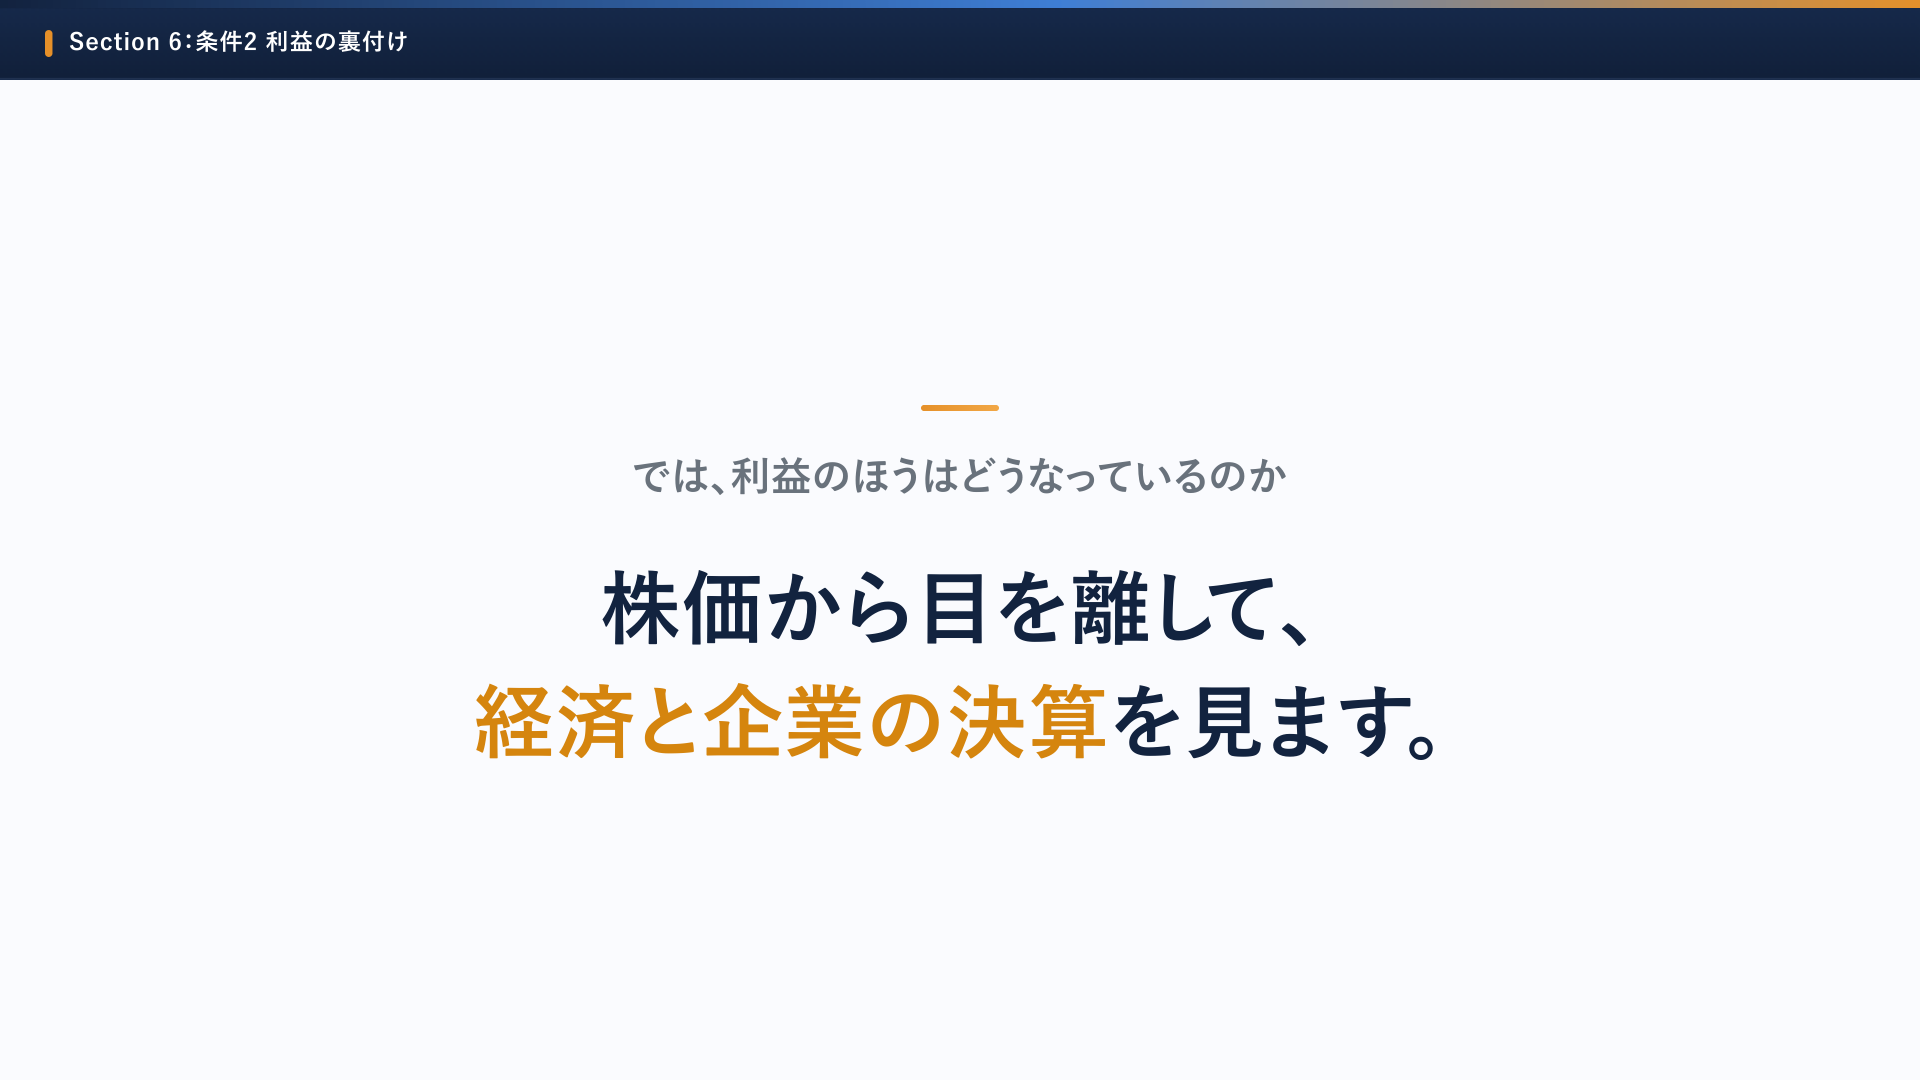 Section 6：条件2 利益の裏付け
では、利益のほうはどうなっているのか
株価から目を離して、
経済と企業の決算を見ます。